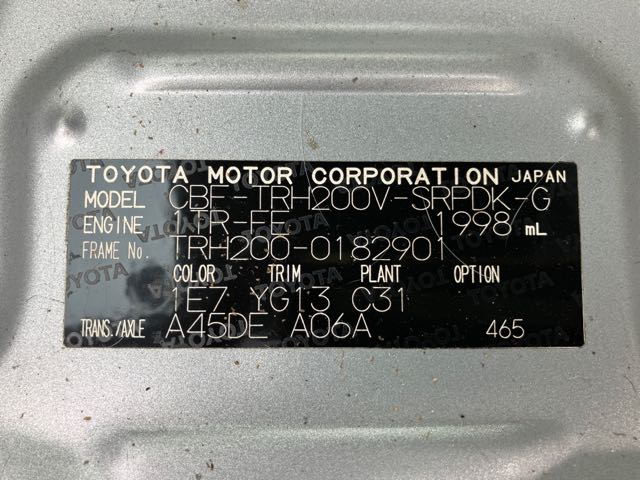 TOYOTA MOTOR CORPORATION JAPAN
MODEL CBF-TRH200V-SRPDK-G
ENGINE 1TR-FE 1998 mL
FRAME No. TRH200-0182901
COLOR TRIM PLANT OPTION
1E7 YG13 C31
TRANS./AXLE A45DE A06A 465